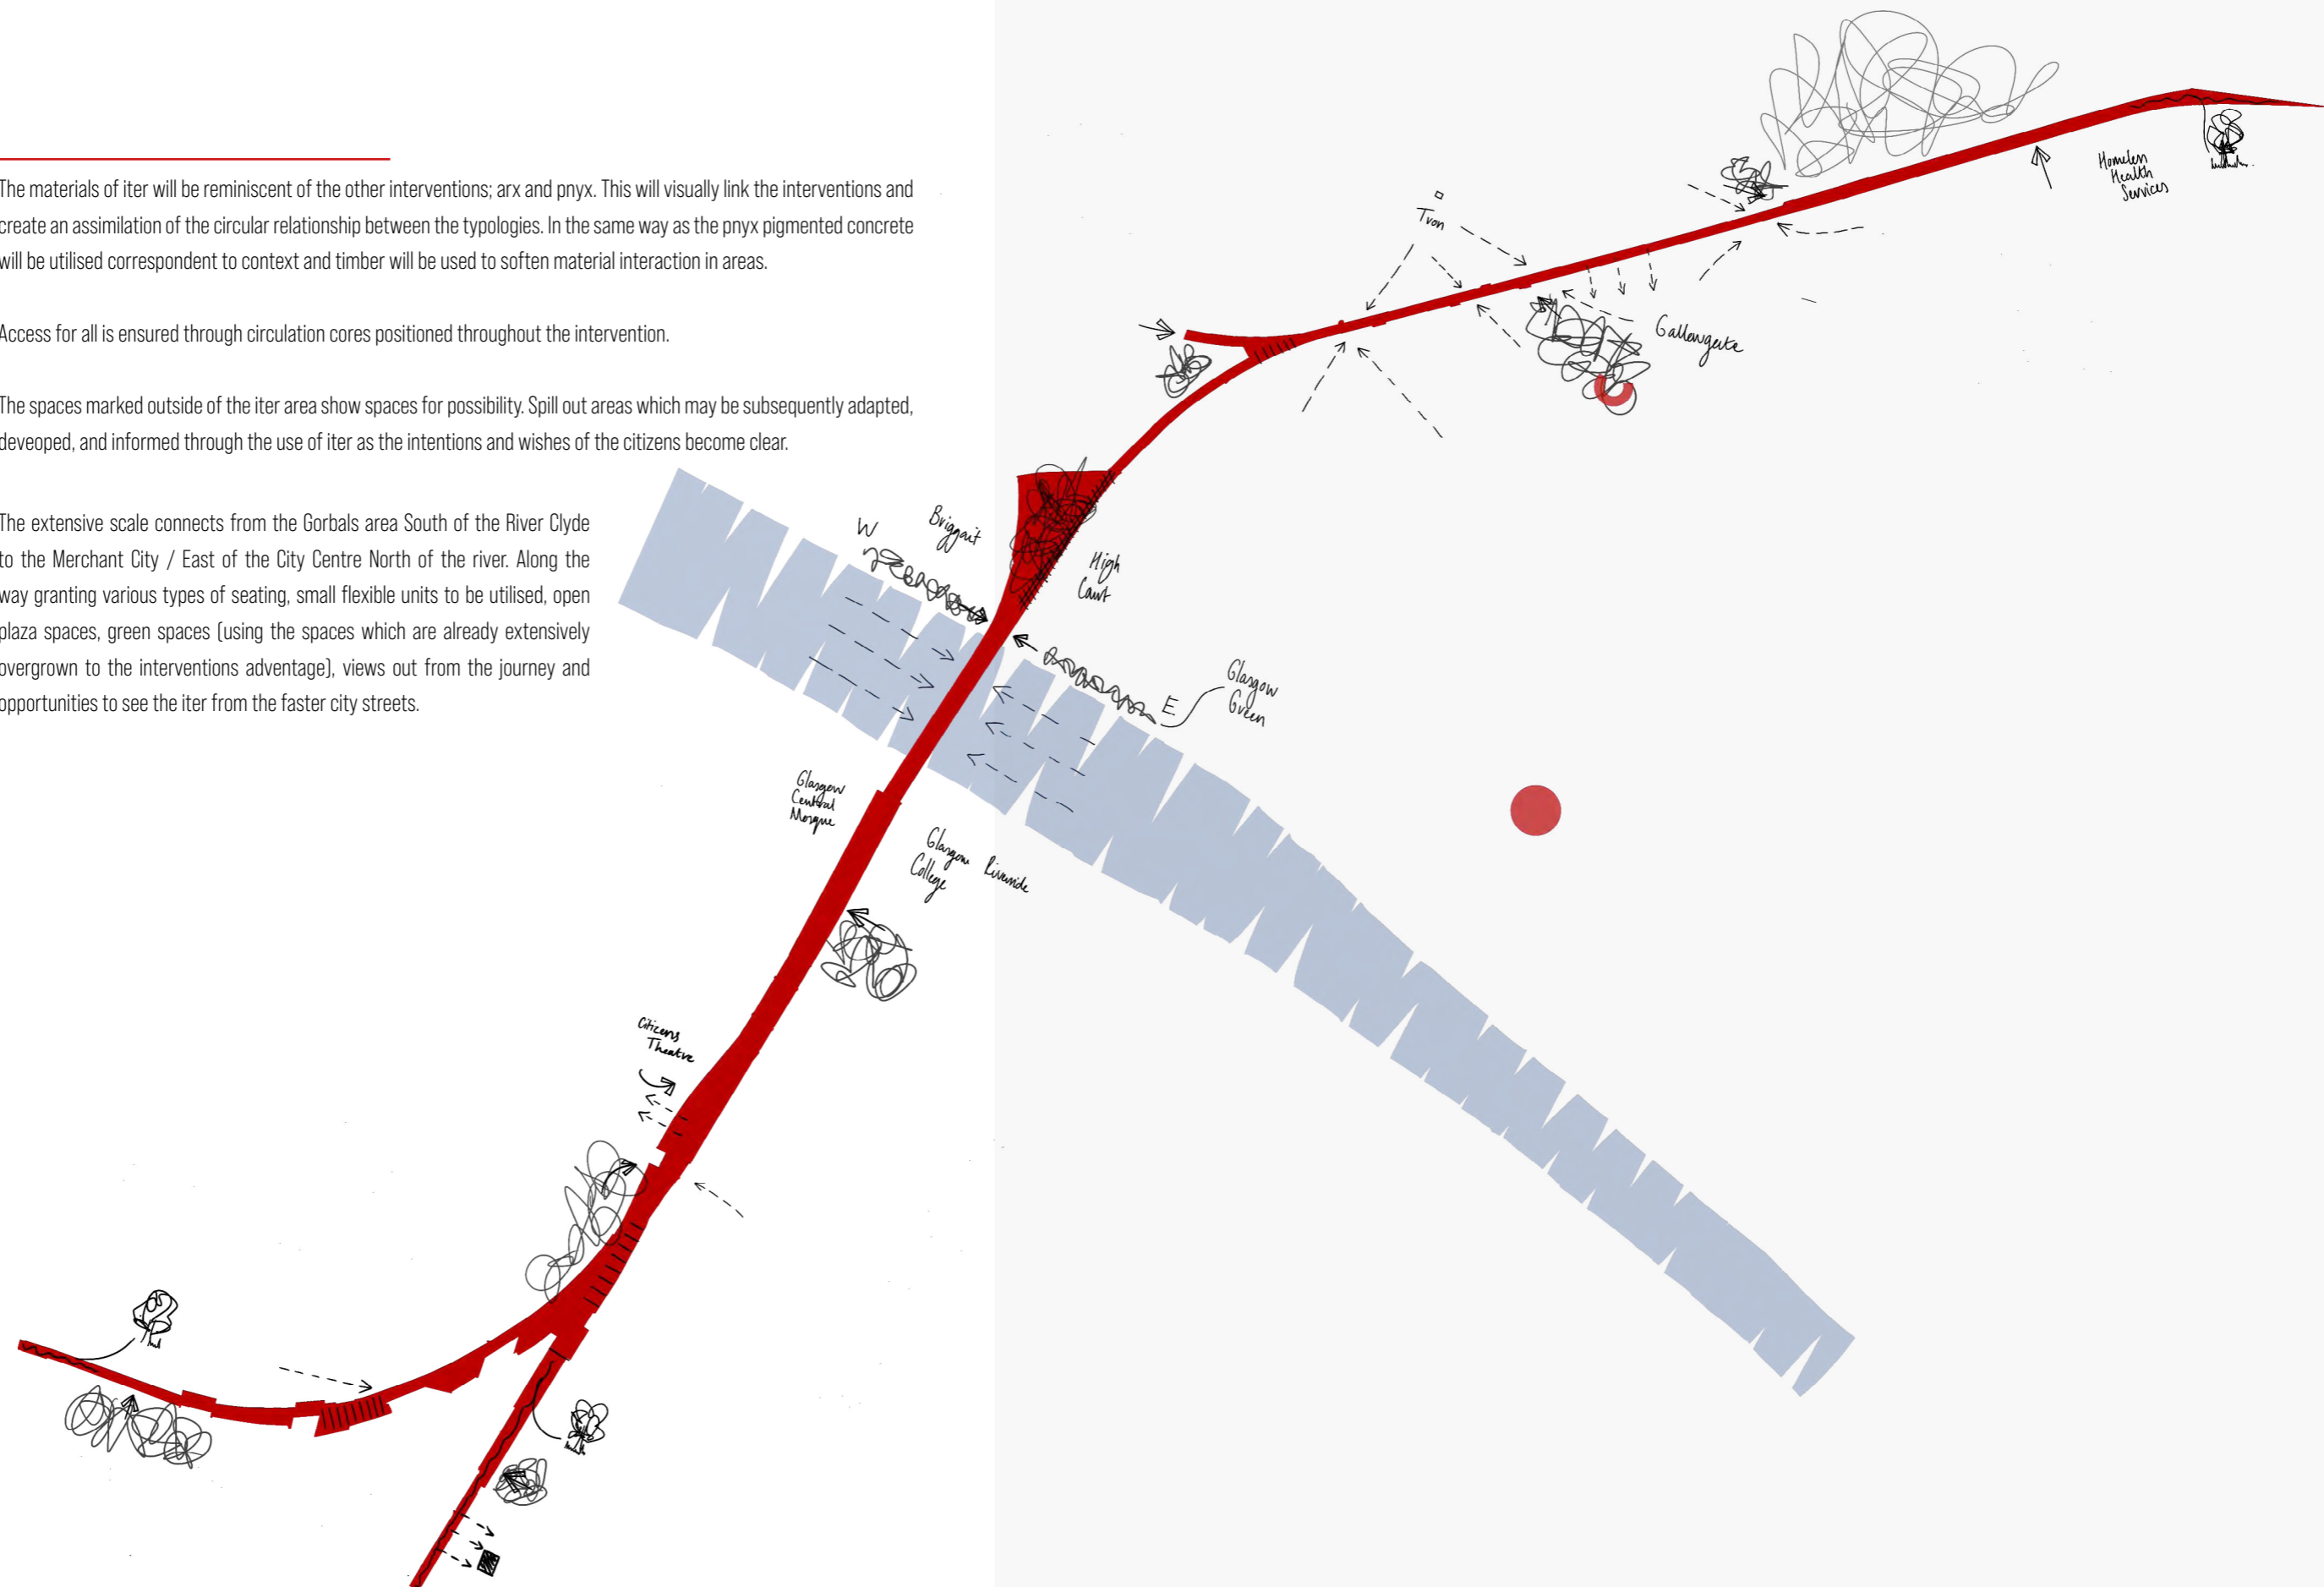 The materials of iter will be reminiscent of the other interventions; arx and pnyx. This will visually link the interventions and
create an assimilation of the circular relationship between the typologies. In the same way as the pnyx pigmented concrete
will be utilised correspondent to context and timber will be used to soften material interaction in areas.
Access for all is ensured through circulation cores positioned throughout the intervention.
The spaces marked outside of the iter area show spaces for possibility. Spill out areas which may be subsequently adapted,
deveoped, and informed through the use of iter as the intentions and wishes of the citizens become clear.
The extensive scale connects from the Gorbals area South of the River Clyde
to the Merchant City / East of the City Centre North of the river. Along the
way granting various types of seating, small flexible units to be utilised, open
plaza spaces, green spaces (using the spaces which are already extensively
overgrown to the interventions adventage), views out from the journey and
opportunities to see the iter from the faster city streets.
Homeless
Health
Services
Tron
Gallowgate
W
Briggait
High
Court
E
Glasgow
Green
Glasgow
Central
Mosque
Glasgow Riverside
College
Citizens
Theatre